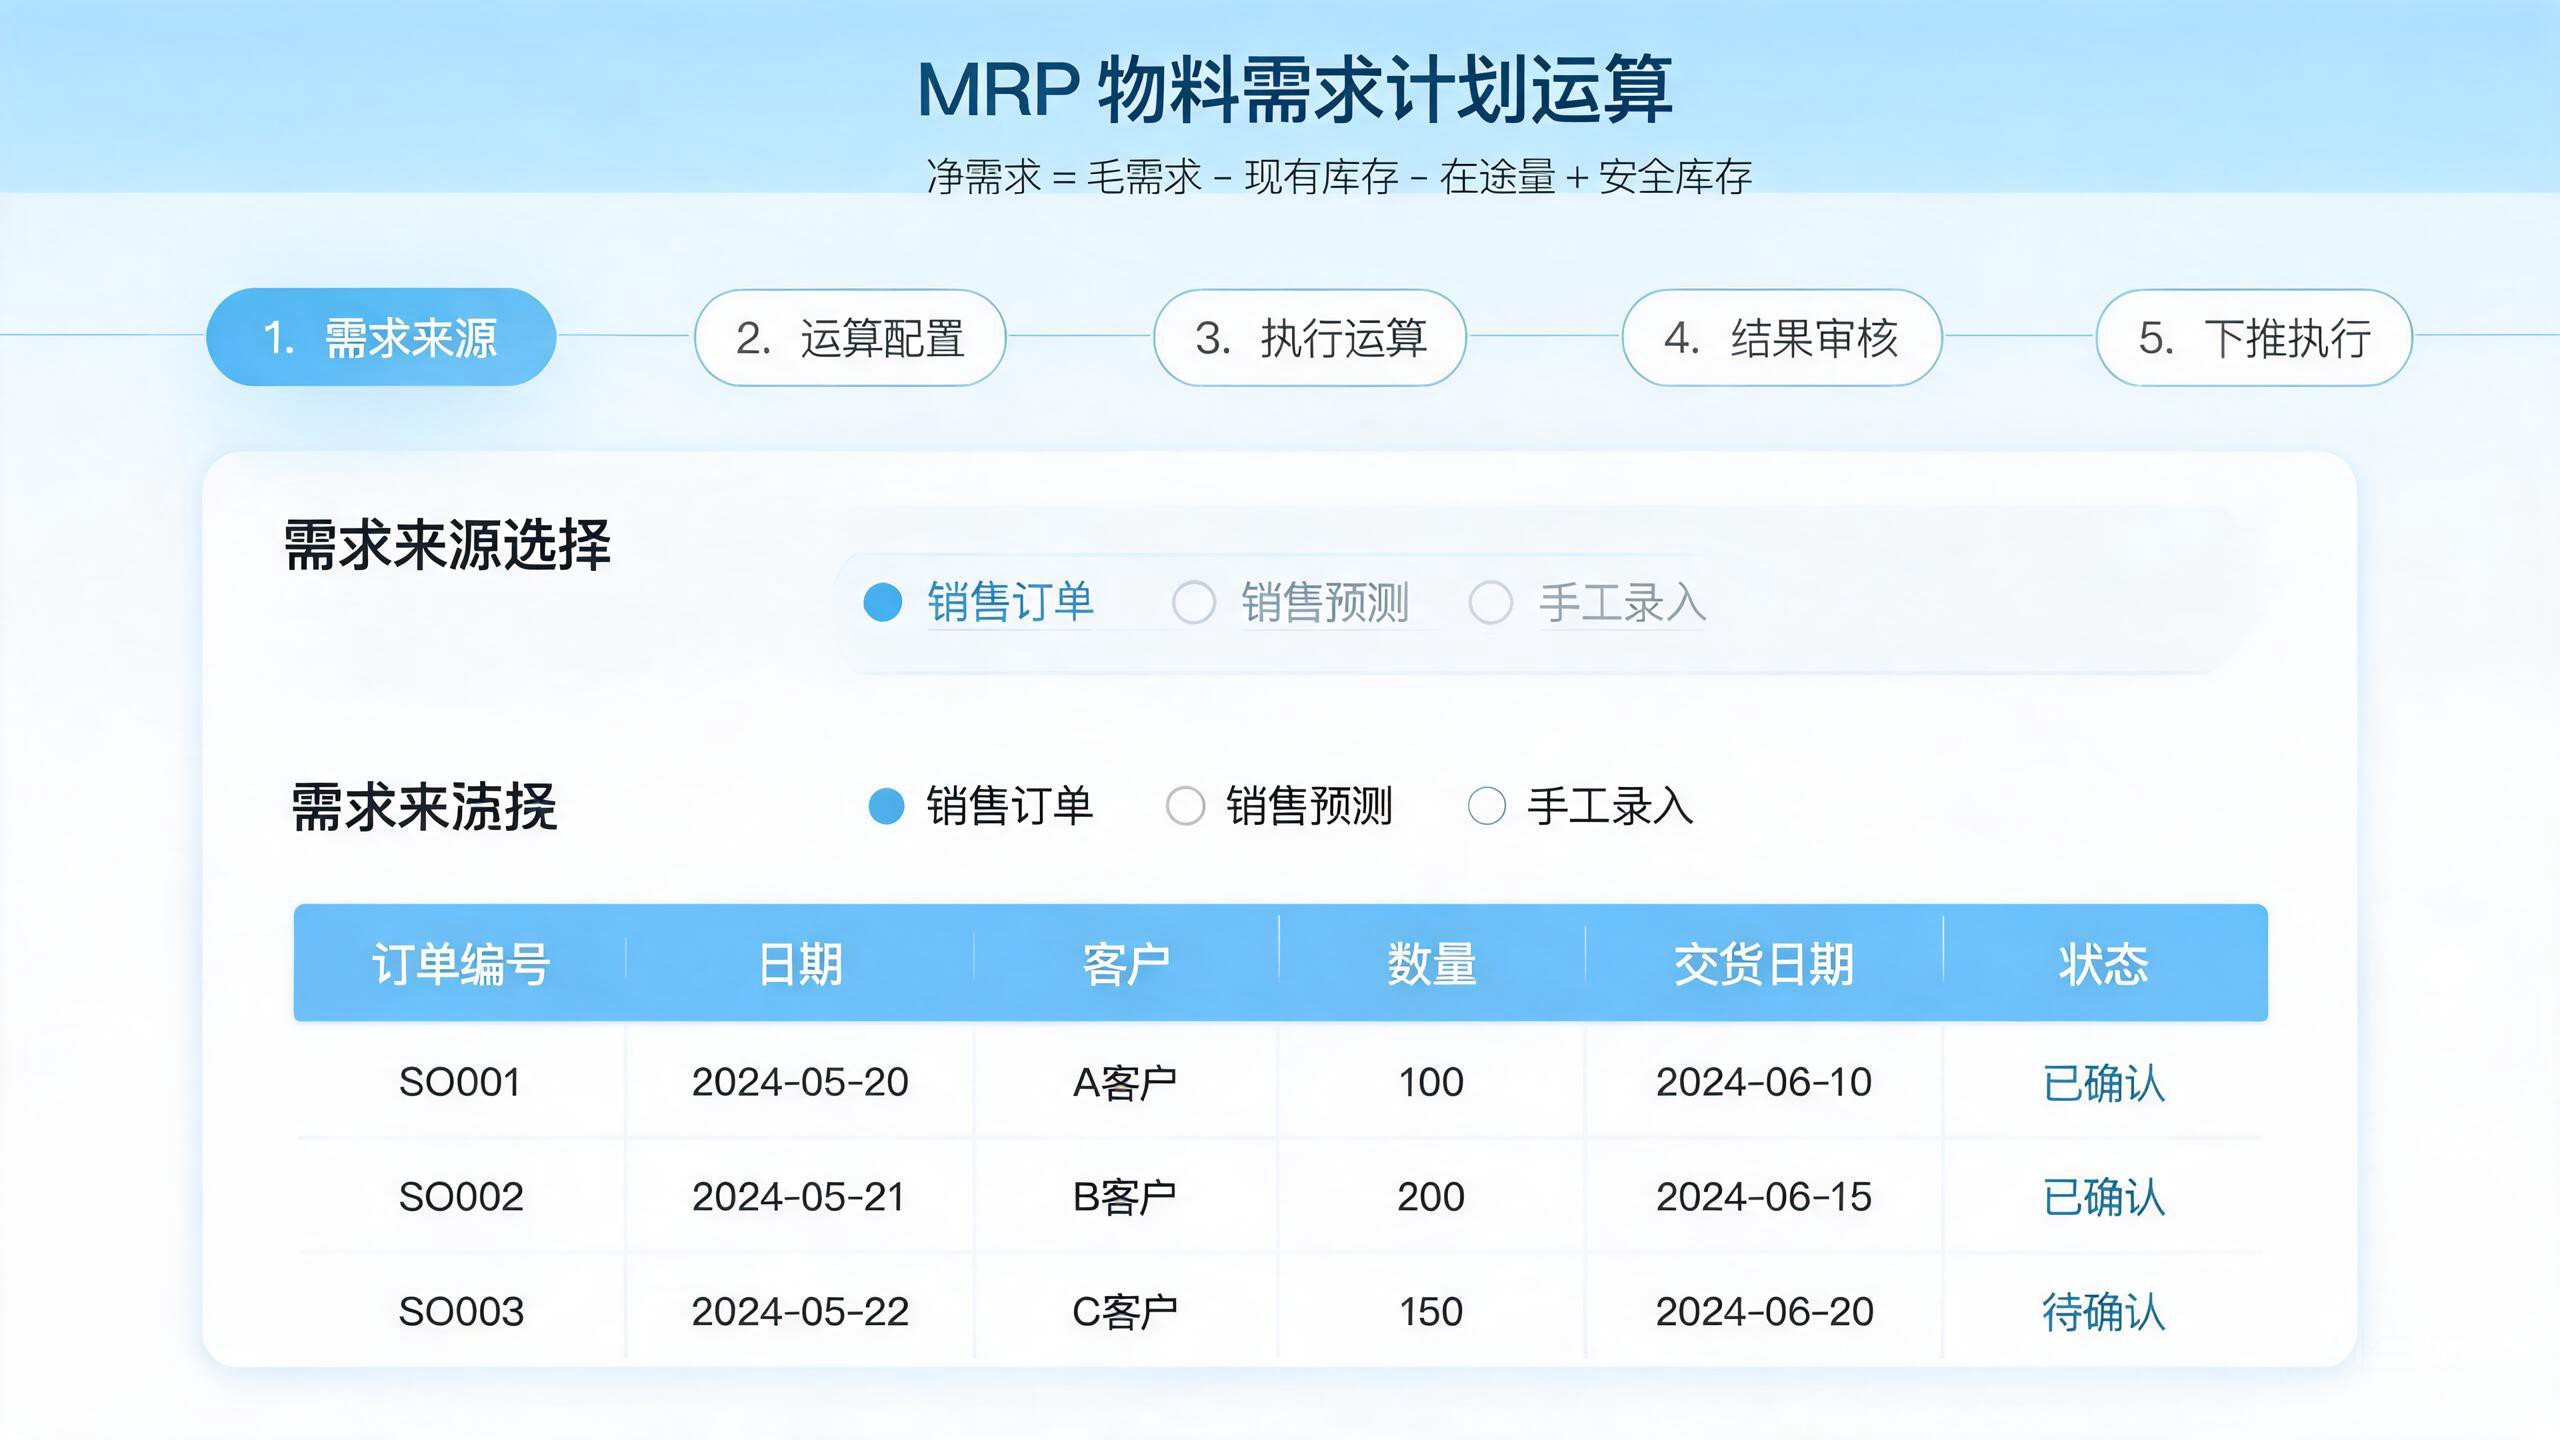 MRP 物料需求计划运算
净需求 = 毛需求 – 现有库存 – 在途量 + 安全库存
1. 需求来源 2. 运算配置 3. 执行运算 4. 结果审核 5. 下推执行
需求来源选择
销售订单 销售预测 手工录入
需求来
销售订单 销售预测 手工录入
订单编号 日期 客户 数量 交货日期 状态
SO001 2024-05-20 A客户 100 2024-06-10 已确认
SO002 2024-05-21 B客户 200 2024-06-15 已确认
SO003 2024-05-22 C客户 150 2024-06-20 待确认